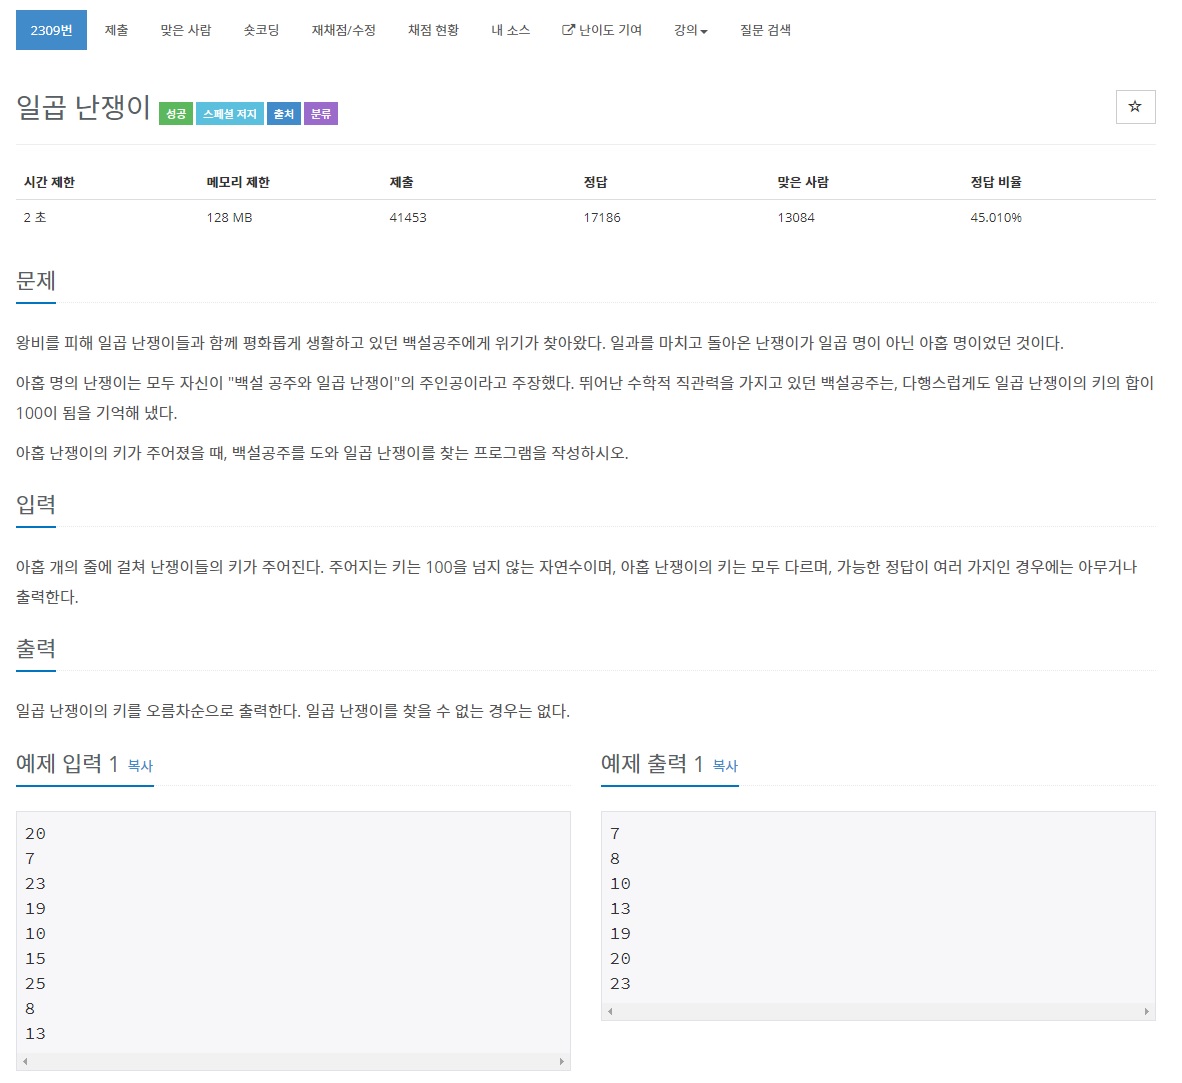 2309번 제출 맞은 사람 숏코딩 재채점/수정 채점 현황 내 소스 난이도 기여 강의 질문 검색
일곱 난쟁이 성공 스페셜 저지 출처 분류
시간 제한 메모리 제한 제출 정답 맞은 사람 정답 비율
2 초 128 MB 41453 17186 13084 45.010%
문제
왕비를 피해 일곱 난쟁이들과 함께 평화롭게 생활하고 있던 백설공주에게 위기가 찾아왔다. 일과를 마치고 돌아온 난쟁이가 일곱 명이 아닌 아홉 명이었던 것이다.
아홉 명의 난쟁이는 모두 자신이 "백설 공주와 일곱 난쟁이"의 주인공이라고 주장했다. 뛰어난 수학적 직관력을 가지고 있던 백설공주는, 다행스럽게도 일곱 난쟁이의 키의 합이
100이 됨을 기억해 냈다.
아홉 난쟁이의 키가 주어졌을 때, 백설공주를 도와 일곱 난쟁이를 찾는 프로그램을 작성하시오.
입력
아홉 개의 줄에 걸쳐 난쟁이들의 키가 주어진다. 주어지는 키는 100을 넘지 않는 자연수이며, 아홉 난쟁이의 키는 모두 다르며, 가능한 정답이 여러 가지인 경우에는 아무거나
출력한다.
출력
일곱 난쟁이의 키를 오름차순으로 출력한다. 일곱 난쟁이를 찾을 수 없는 경우는 없다.
예제 입력 1 복사
20
7
23
19
10
15
25
8
13
예제 출력 1 복사
7
8
10
13
19
20
23